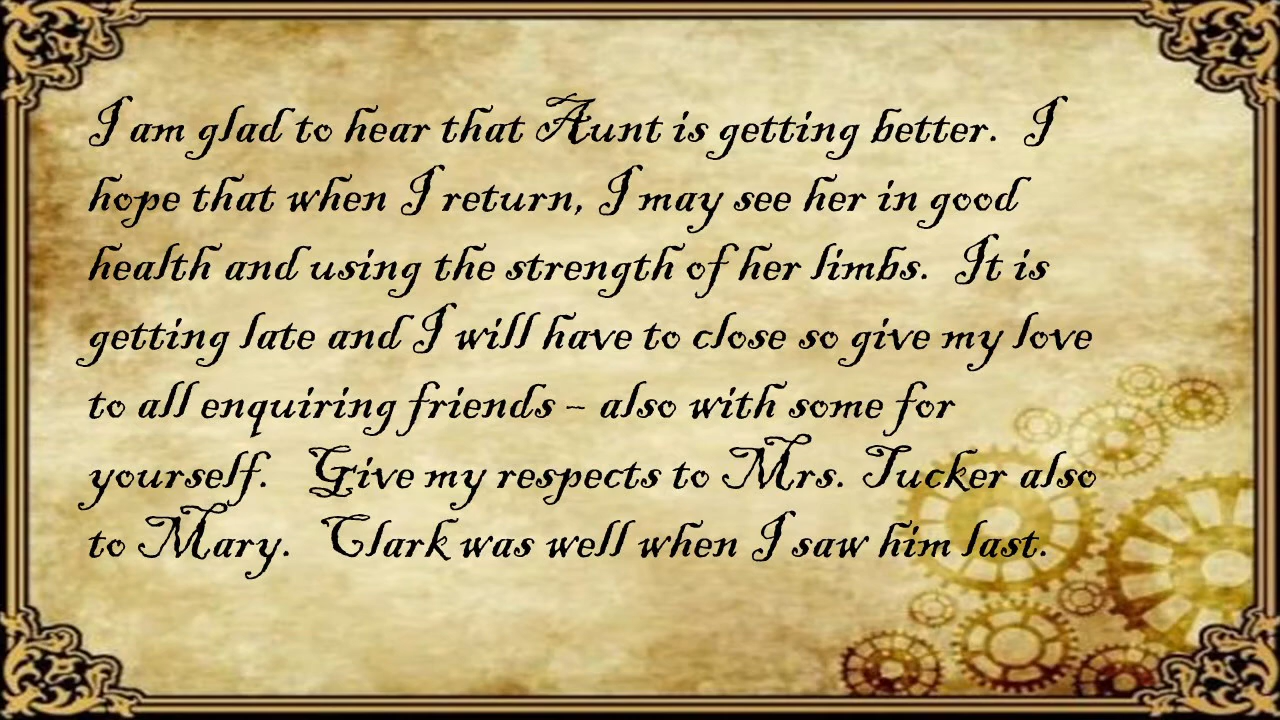 I am glad to hear that Aunt is getting better.  I
hope that when I return, I may see her in good
health and using the strength of her limbs.  It is
getting late and I will have to close so give my love
to all enquiring friends – also with some for
yourself.   Give my respects to Mrs. Tucker also
to Mary.   Clark was well when I saw him last.